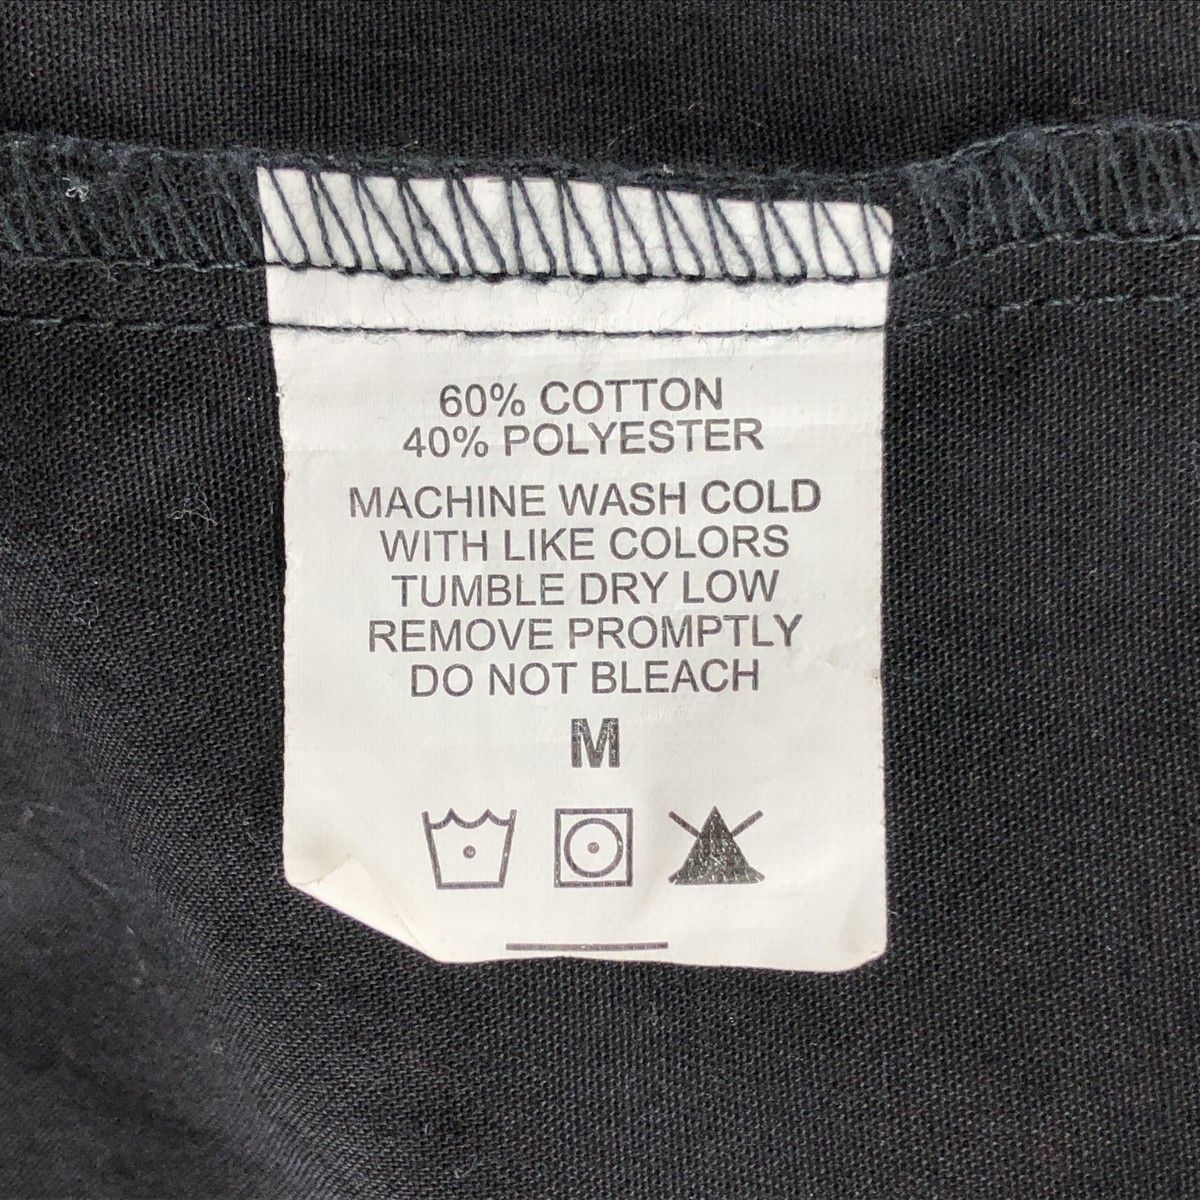 60% COTTON
40% POLYESTER
MACHINE WASH COLD
WITH LIKE COLORS
TUMBLE DRY LOW
REMOVE PROMPTLY
DO NOT BLEACH
M